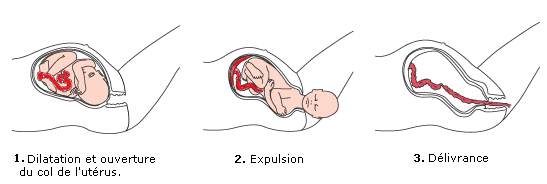 1. Dilatation et ouverture
du col de l'utérus.
2. Expulsion
3. Délivrance